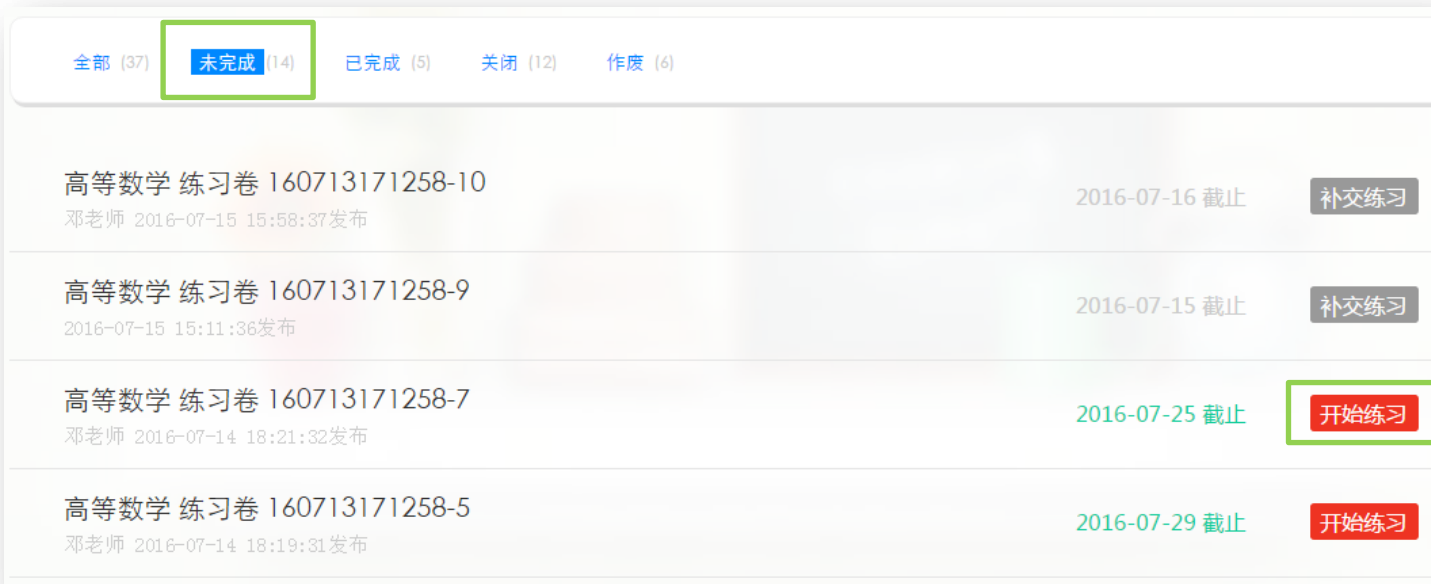 全部 (37) 未完成 (14) 已完成 (5) 关闭 (12) 作废 (6)
高等数学 练习卷 160713171258-10
邓老师 2016-07-15 15:58:37发布
2016-07-16 截止 补交练习
高等数学 练习卷 160713171258-9
2016-07-15 15:11:36发布
2016-07-15 截止 补交练习
高等数学 练习卷 160713171258-7
邓老师 2016-07-14 18:21:32发布
2016-07-25 截止 开始练习
高等数学 练习卷 160713171258-5
邓老师 2016-07-14 18:19:31发布
2016-07-29 截止 开始练习